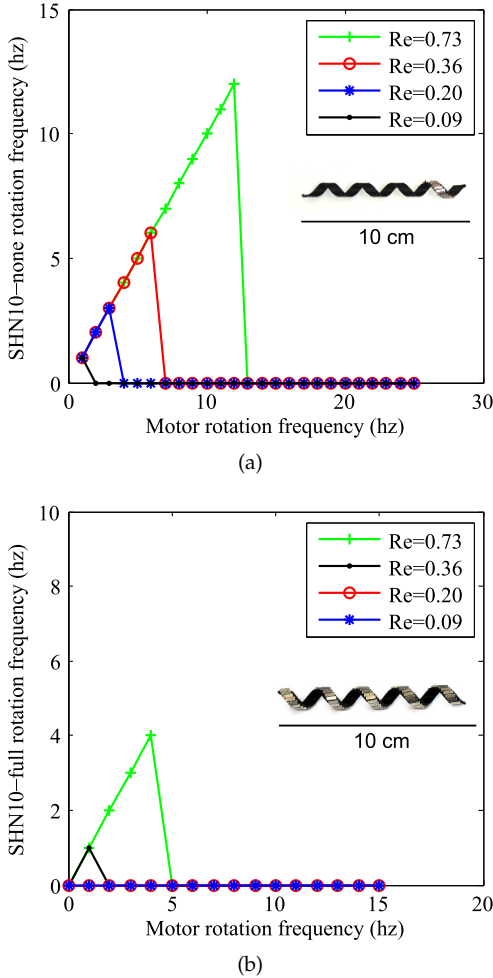 15
10
5
0
0
10
20
30
SHN10−none rotation frequency (hz)
Motor rotation frequency (hz)
Re=0.73
Re=0.36
Re=0.20
Re=0.09
10 cm
(a)
10
8
6
4
2
0
0
5
10
15
20
SHN10−full rotation frequency (hz)
Motor rotation frequency (hz)
Re=0.73
Re=0.36
Re=0.20
Re=0.09
10 cm
(b)